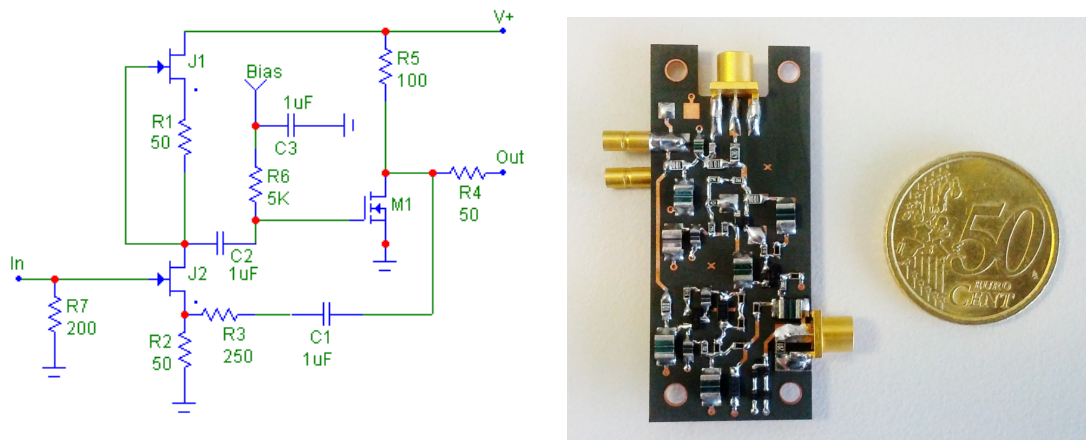 V+
J1
R5
100
Bias
1uF
C3
R1
50
R6
5K
Out
R4
50
M1
C2
1uF
In
J2
R7
200
R3
250
C1
1uF
R2
50
50
EURO
CENT